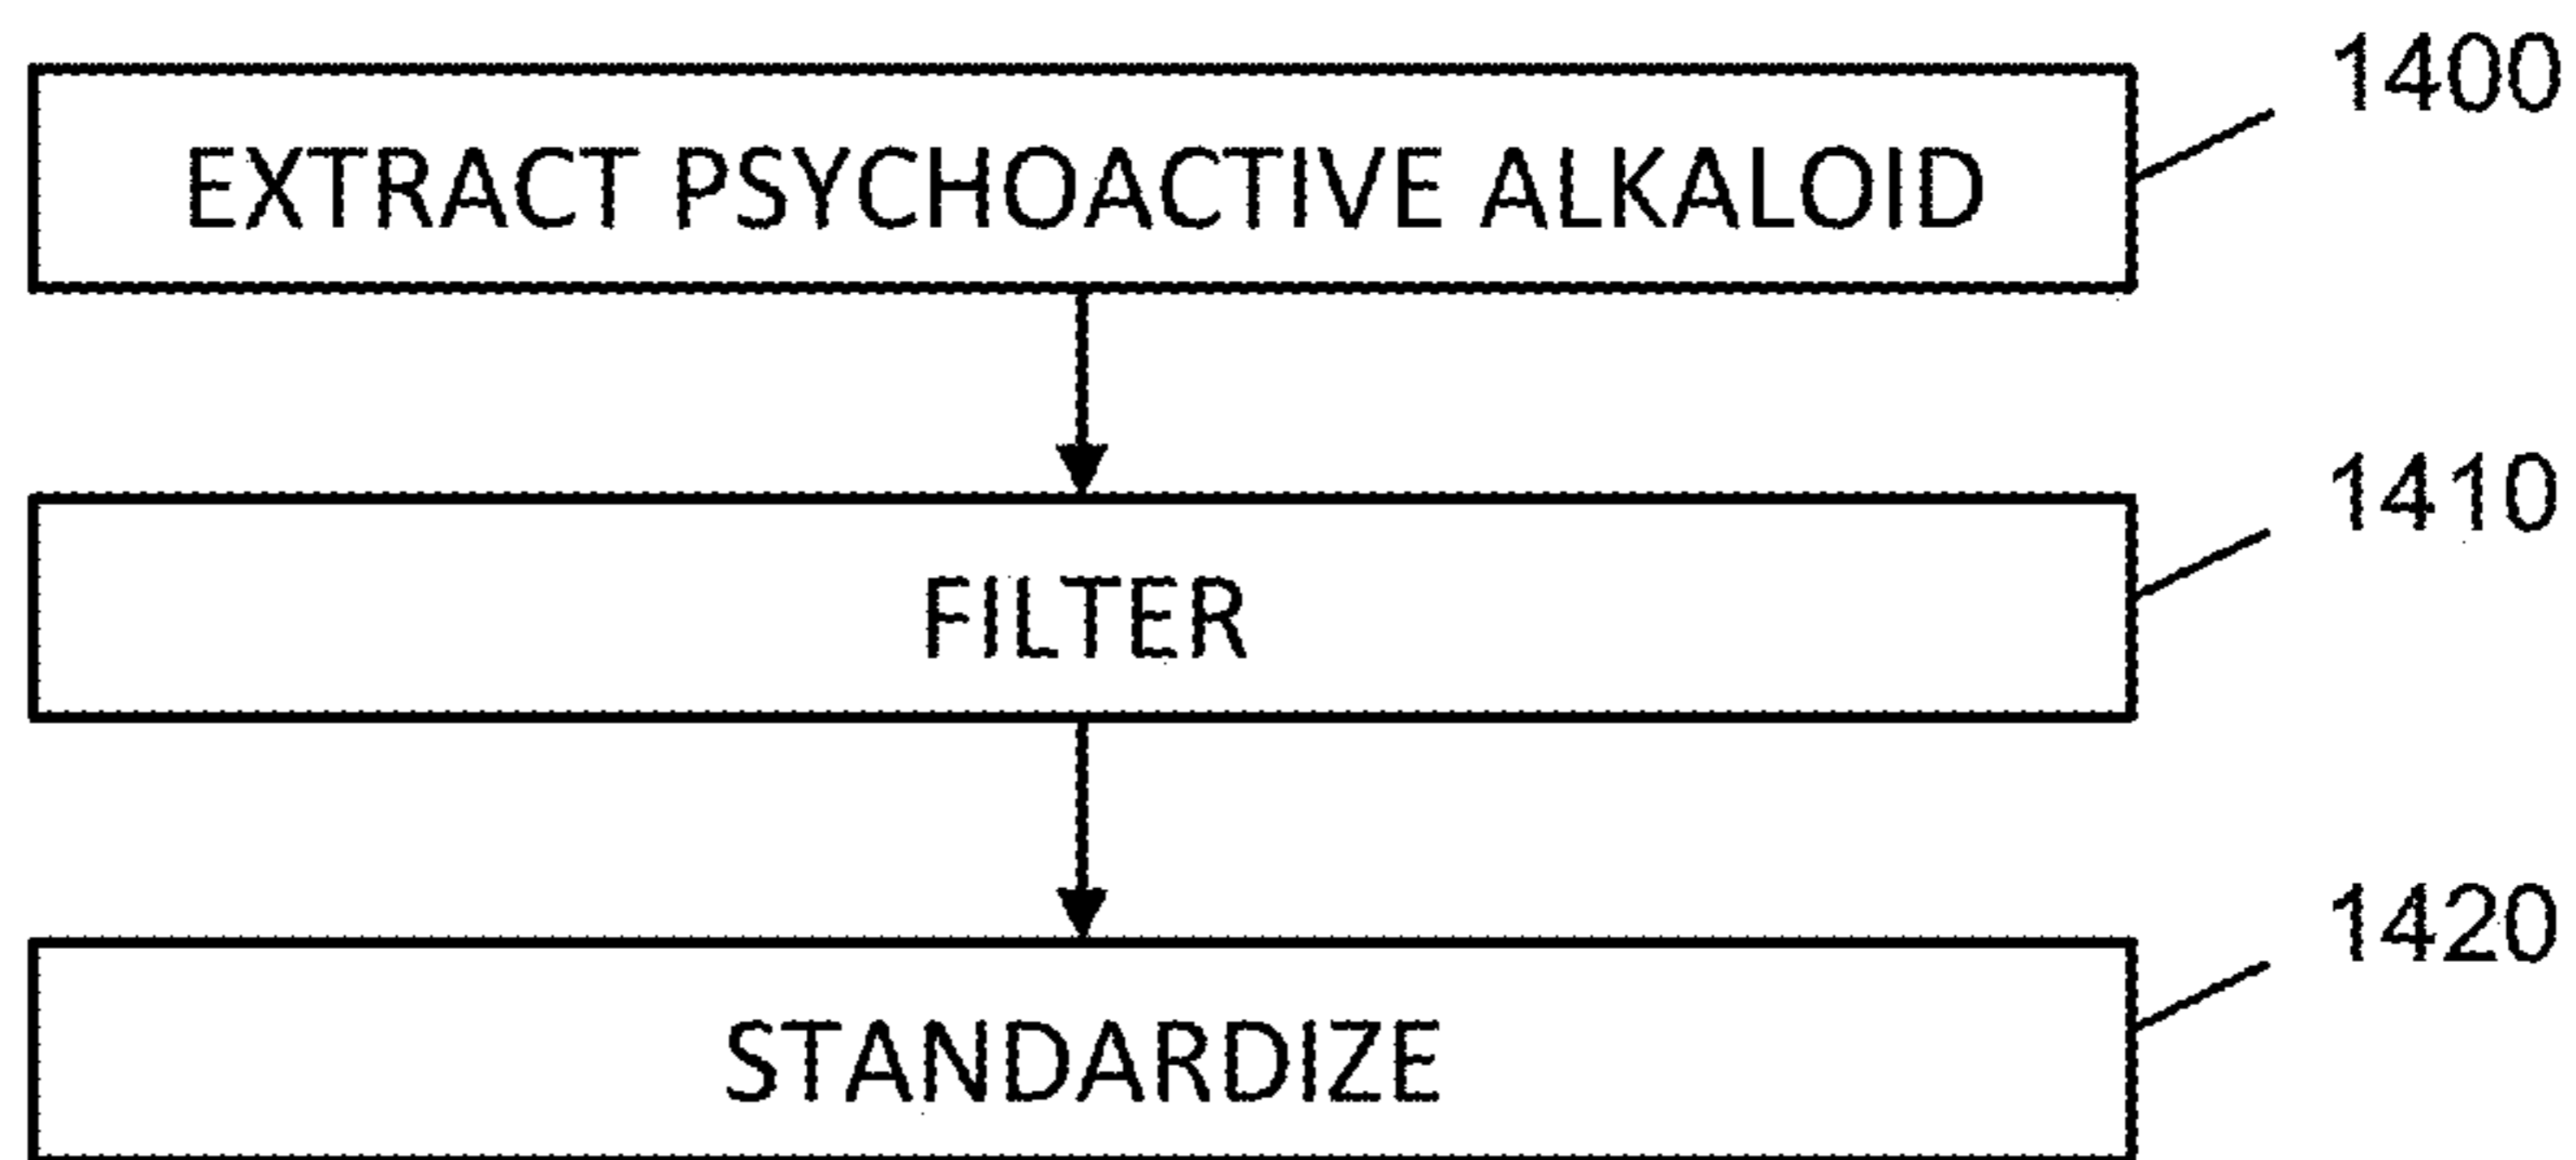 1400
EXTRACT PSYCHOACTIVE ALKALOID
1410
FILTER
1420
STANDARDIZE